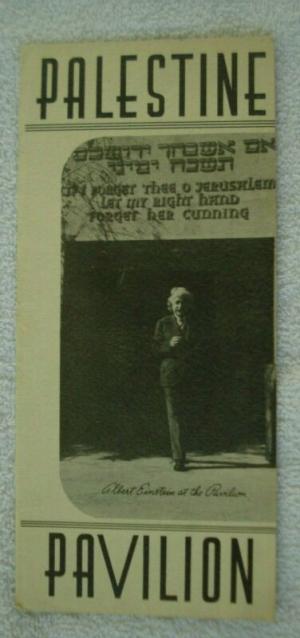 PALESTINE
אם אשכחך ירושלם
תשכח ימיני
IF I FORGET THEE O JERUSALEM
LET MY RIGHT HAND
FORGET HER CUNNING
Albert Einstein at the Pavilion
PAVILION